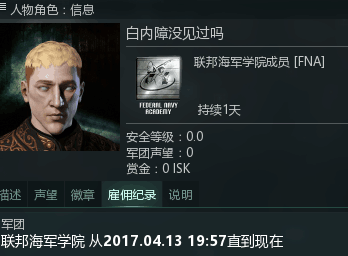 人物角色：信息
白内障没见过吗
联邦海军学院成员 [FNA]
FEDERAL NAVY
ACADEMY
持续1天
安全等级：0.0
军团声望：0
赏金：0 ISK
描述 声望 徽章 雇佣纪录 说明
军团
联邦海军学院 从2017.04.13 19:57直到现在